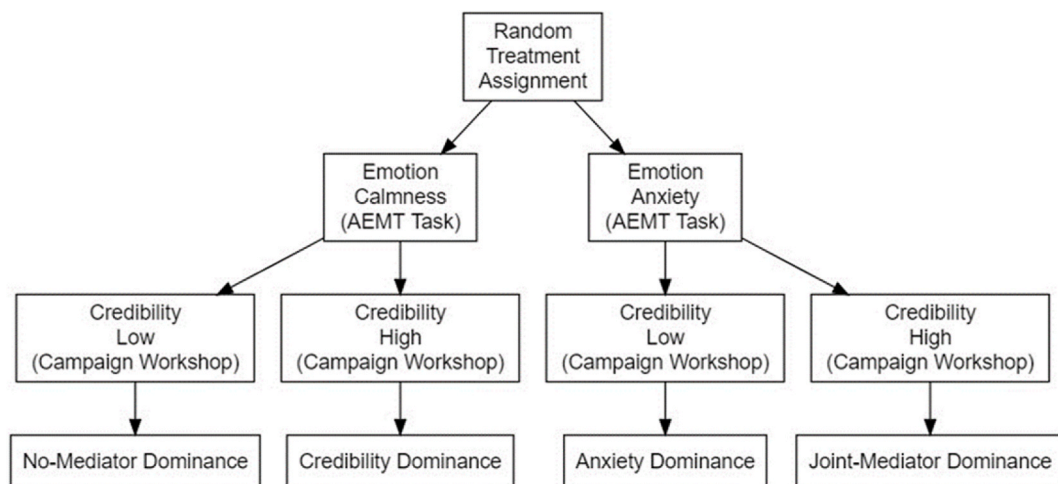 Random
Treatment
Assignment
Emotion
Calmness
(AEMT Task)
Emotion
Anxiety
(AEMT Task)
Credibility
Low
(Campaign Workshop)
Credibility
High
(Campaign Workshop)
Credibility
Low
(Campaign Workshop)
Credibility
High
(Campaign Workshop)
No-Mediator Dominance
Credibility Dominance
Anxiety Dominance
Joint-Mediator Dominance